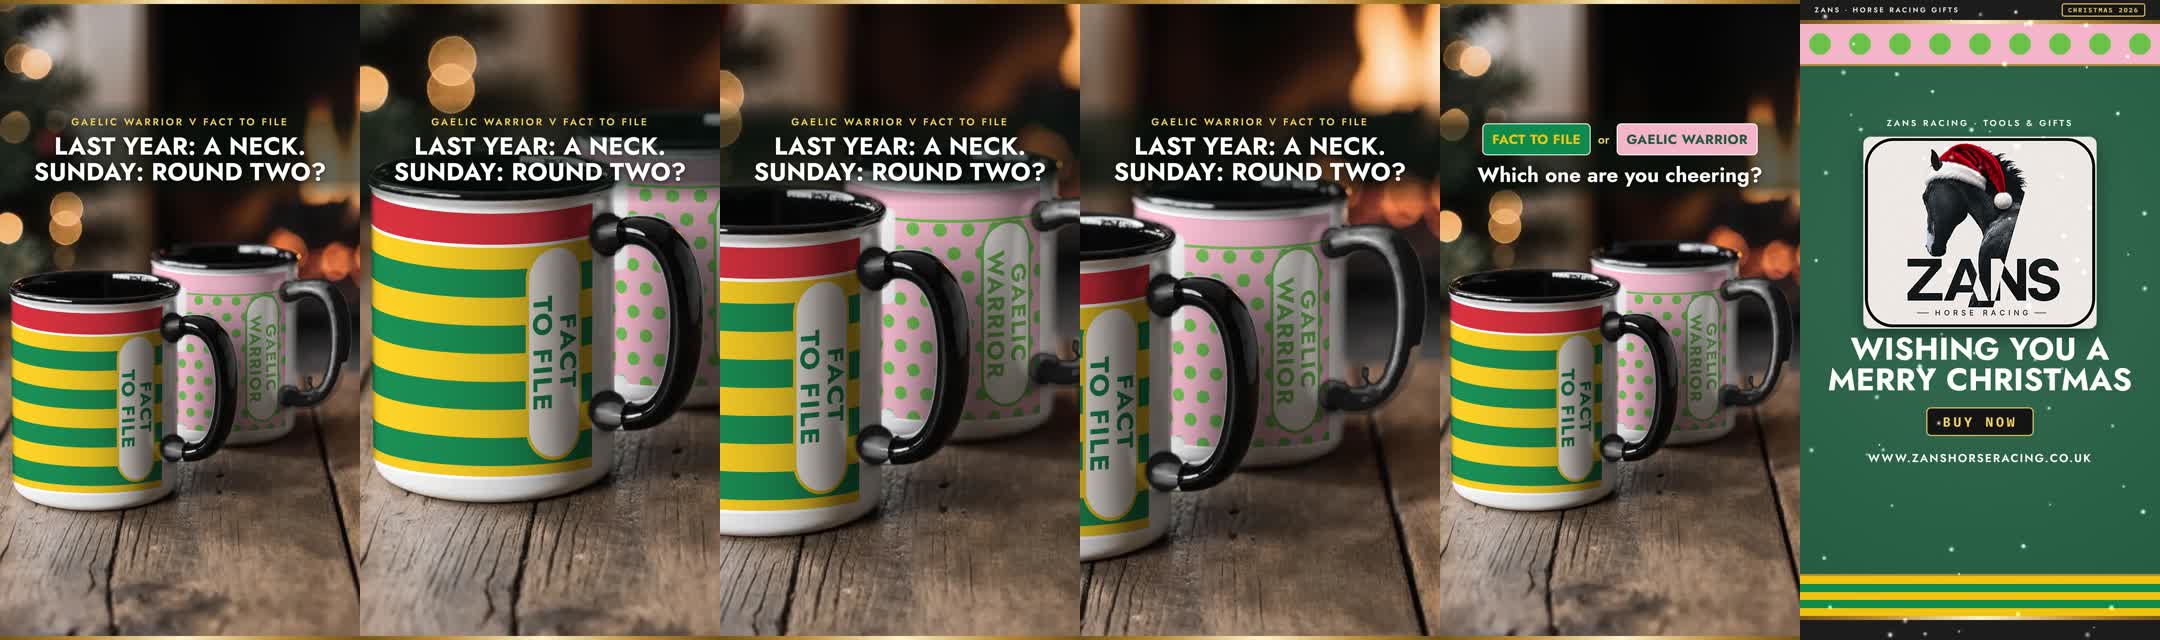 GAELIC WARRIOR V FACT TO FILE
LAST YEAR: A NECK.
SUNDAY: ROUND TWO?
FACT
TO FILE
GAELIC
WARRIOR
GAELIC WARRIOR V FACT TO FILE
LAST YEAR: A NECK.
SUNDAY: ROUND TWO?
FACT
TO FILE
GAELIC WARRIOR V FACT TO FILE
LAST YEAR: A NECK.
SUNDAY: ROUND TWO?
FACT
TO FILE
GAELIC
WARRIOR
GAELIC WARRIOR V FACT TO FILE
LAST YEAR: A NECK.
SUNDAY: ROUND TWO?
FACT
TO FILE
GAELIC
WARRIOR
FACT TO FILE or GAELIC WARRIOR
Which one are you cheering?
FACT
TO FILE
GAELIC
WARRIOR
ZANS · HORSE RACING GIFTS
CHRISTMAS 2026
ZANS RACING · TOOLS & GIFTS
ZANS
HORSE RACING
WISHING YOU A
MERRY CHRISTMAS
BUY NOW
WWW.ZANSHORSERACING.CO.UK